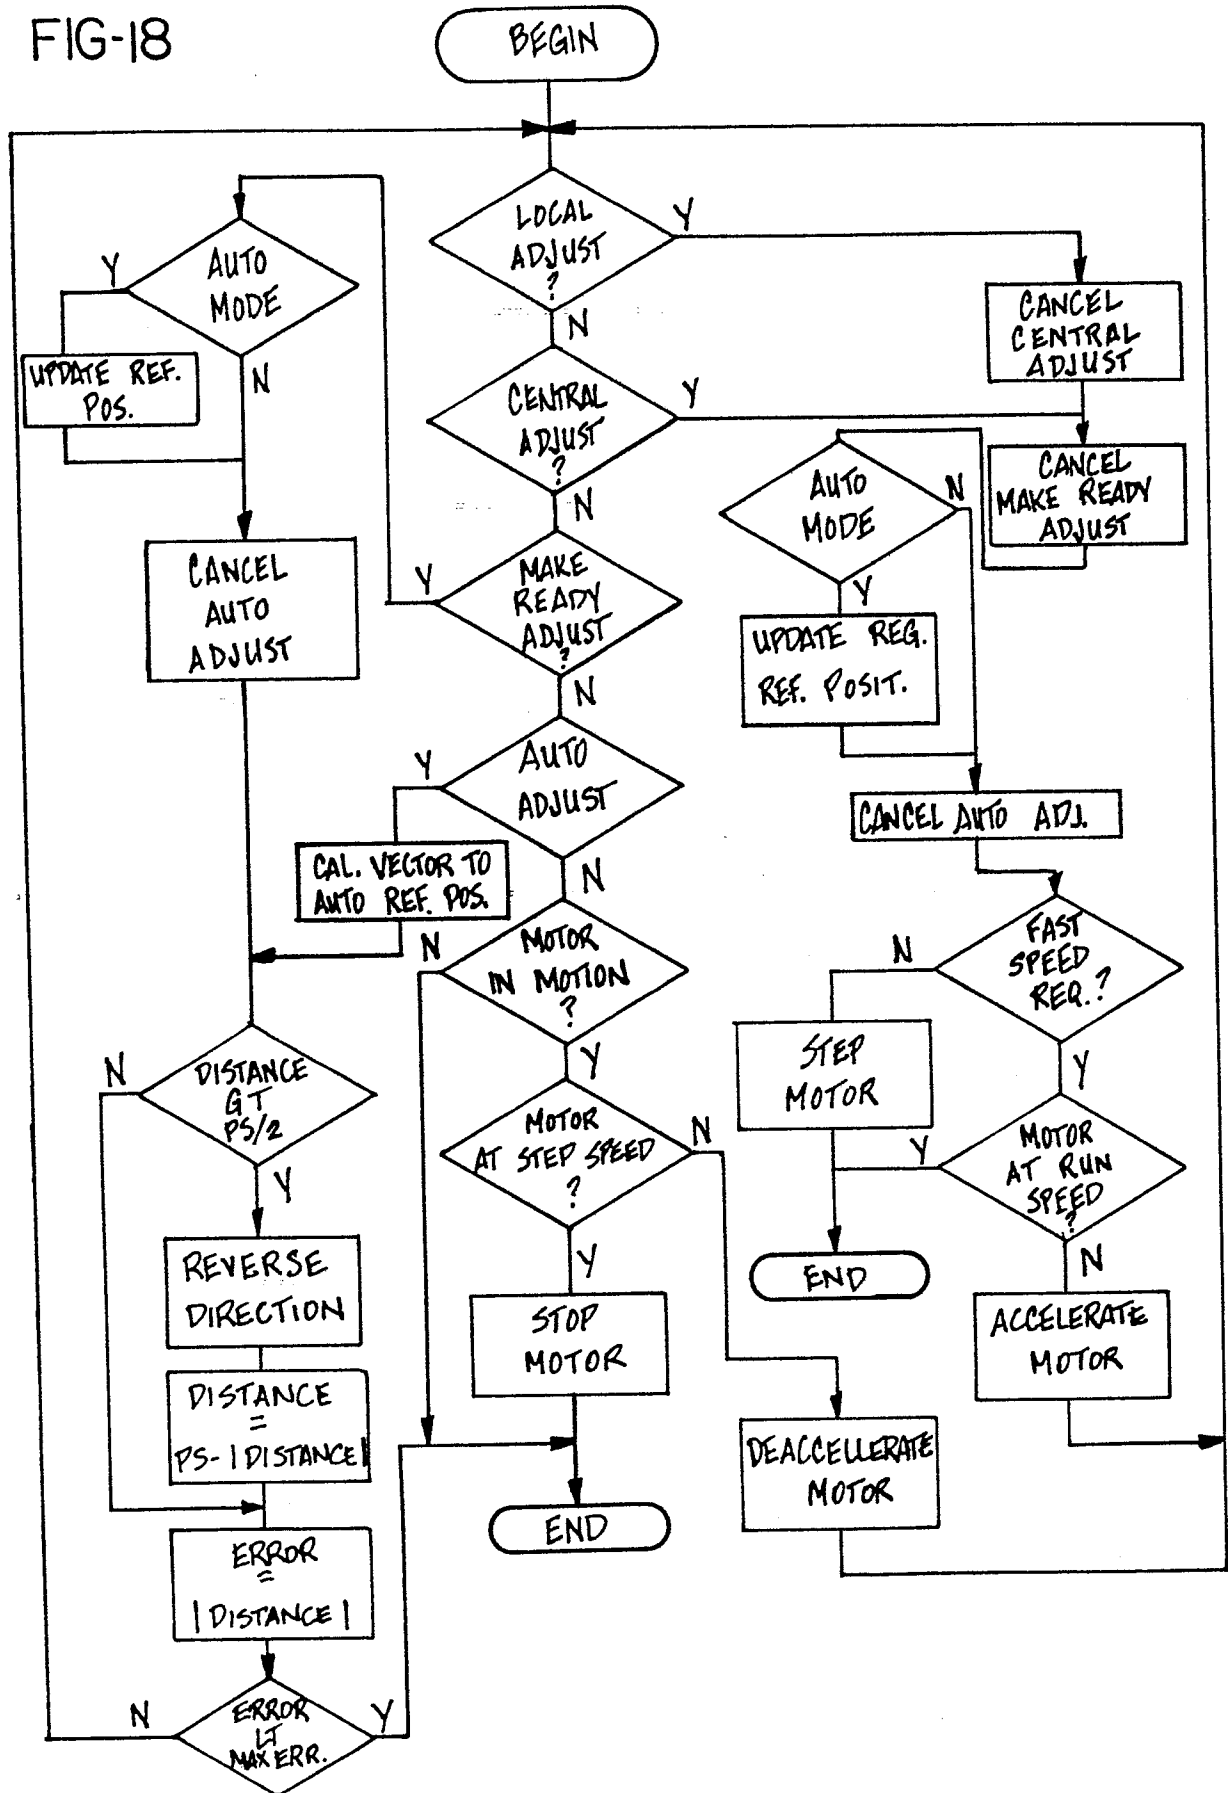 FIG-18
BEGIN
LOCAL
ADJUST
?
Y
N
CANCEL
CENTRAL
ADJUST
AUTO
MODE
Y
N
UPDATE REF.
POS.
CENTRAL
ADJUST
?
Y
N
CANCEL
MAKE READY
ADJUST
AUTO
MODE
N
Y
UPDATE REG.
REF. POSIT.
CANCEL
AUTO
ADJUST
MAKE
READY
ADJUST
?
Y
N
AUTO
ADJUST
Y
N
CANCEL AUTO ADJ.
CAL. VECTOR TO
AUTO REF. POS.
MOTOR
IN MOTION
?
N
Y
FAST
SPEED
REQ.?
N
Y
STEP
MOTOR
DISTANCE
GT
PS/2
N
Y
MOTOR
AT STEP SPEED
?
N
Y
MOTOR
AT RUN
SPEED
?
Y
N
END
REVERSE
DIRECTION
STOP
MOTOR
ACCELERATE
MOTOR
DISTANCE
=
PS-|DISTANCE|
DEACCELLERATE
MOTOR
END
ERROR
=
|DISTANCE|
ERROR
LT
MAX ERR.
N
Y